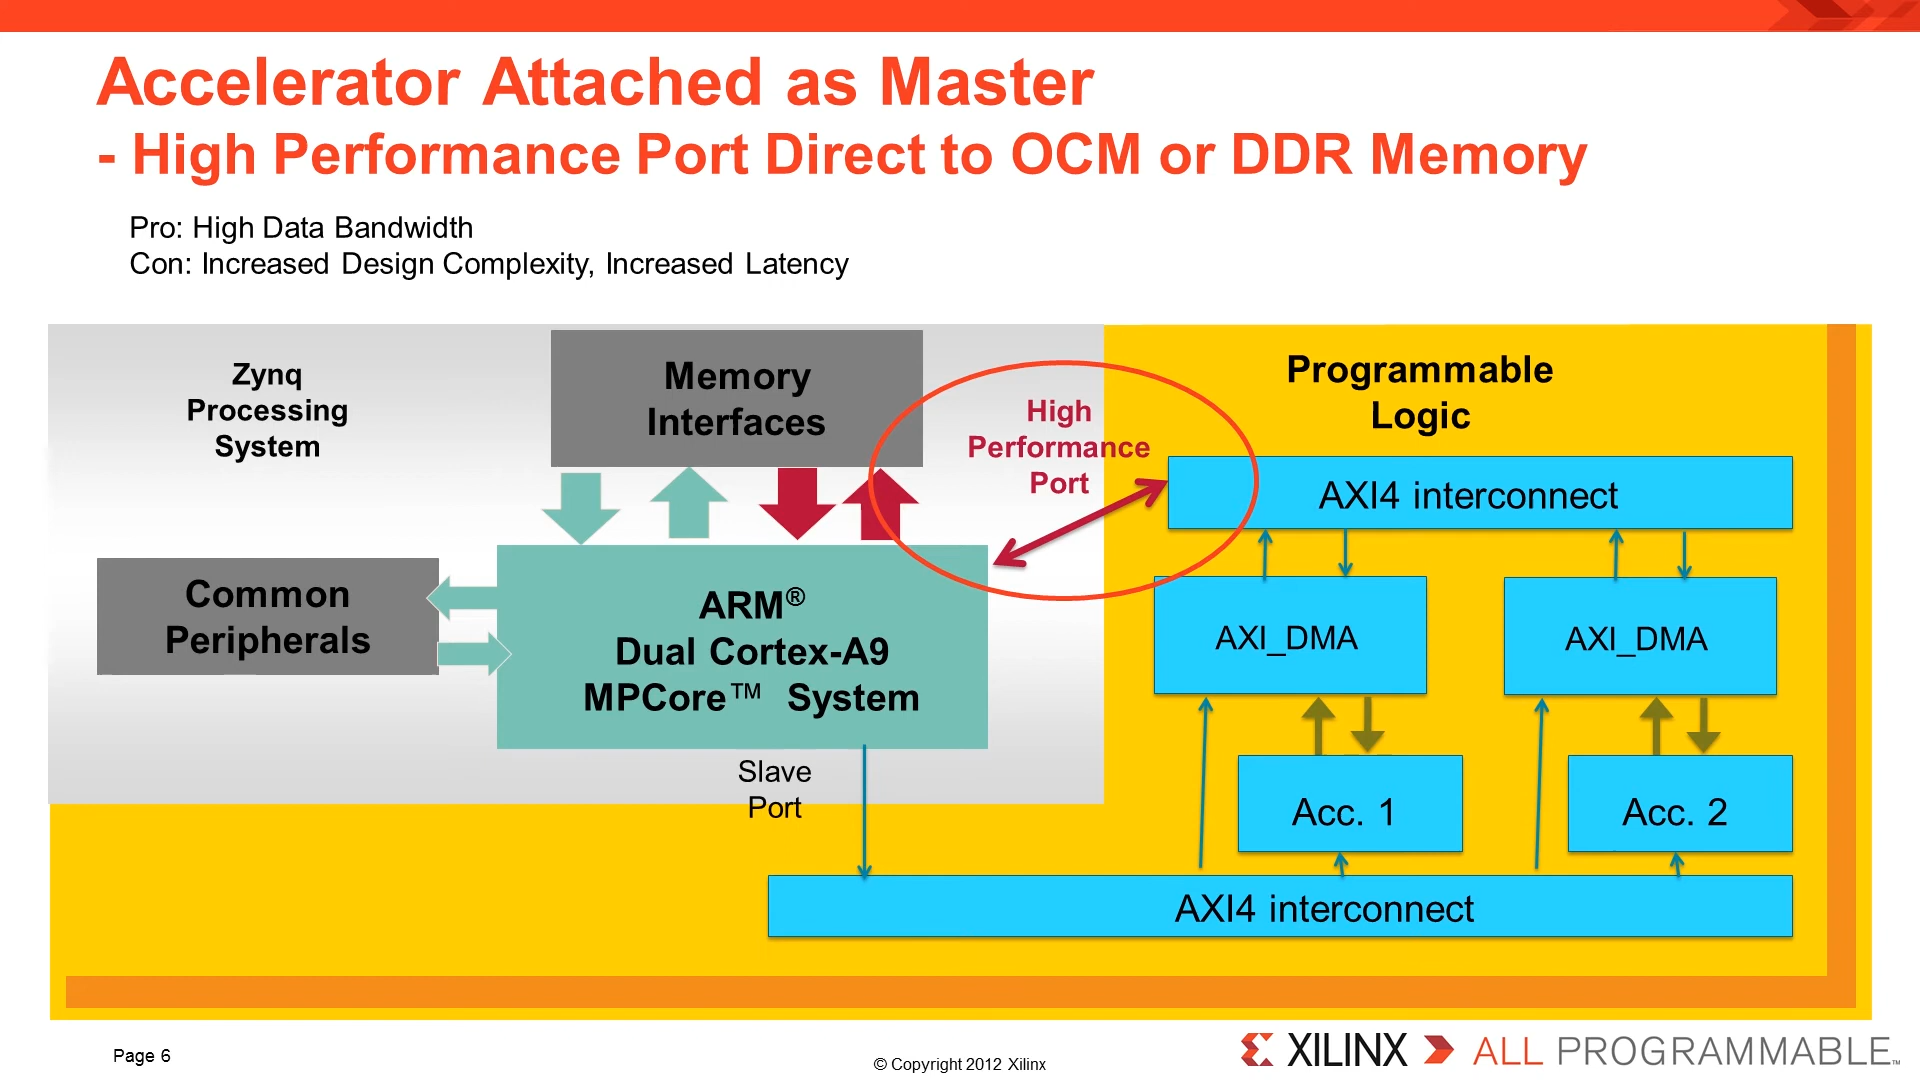 Accelerator Attached as Master
- High Performance Port Direct to OCM or DDR Memory
Pro: High Data Bandwidth
Con: Increased Design Complexity, Increased Latency
Zynq
Processing
System
Memory
Interfaces
High
Performance
Port
Programmable
Logic
AXI4 interconnect
Common
Peripherals
ARM®
Dual Cortex-A9
MPCore™ System
AXI_DMA
AXI_DMA
Slave
Port
Acc. 1
Acc. 2
AXI4 interconnect
Page 6
© Copyright 2012 Xilinx
XILINX ALL PROGRAMMABLE™